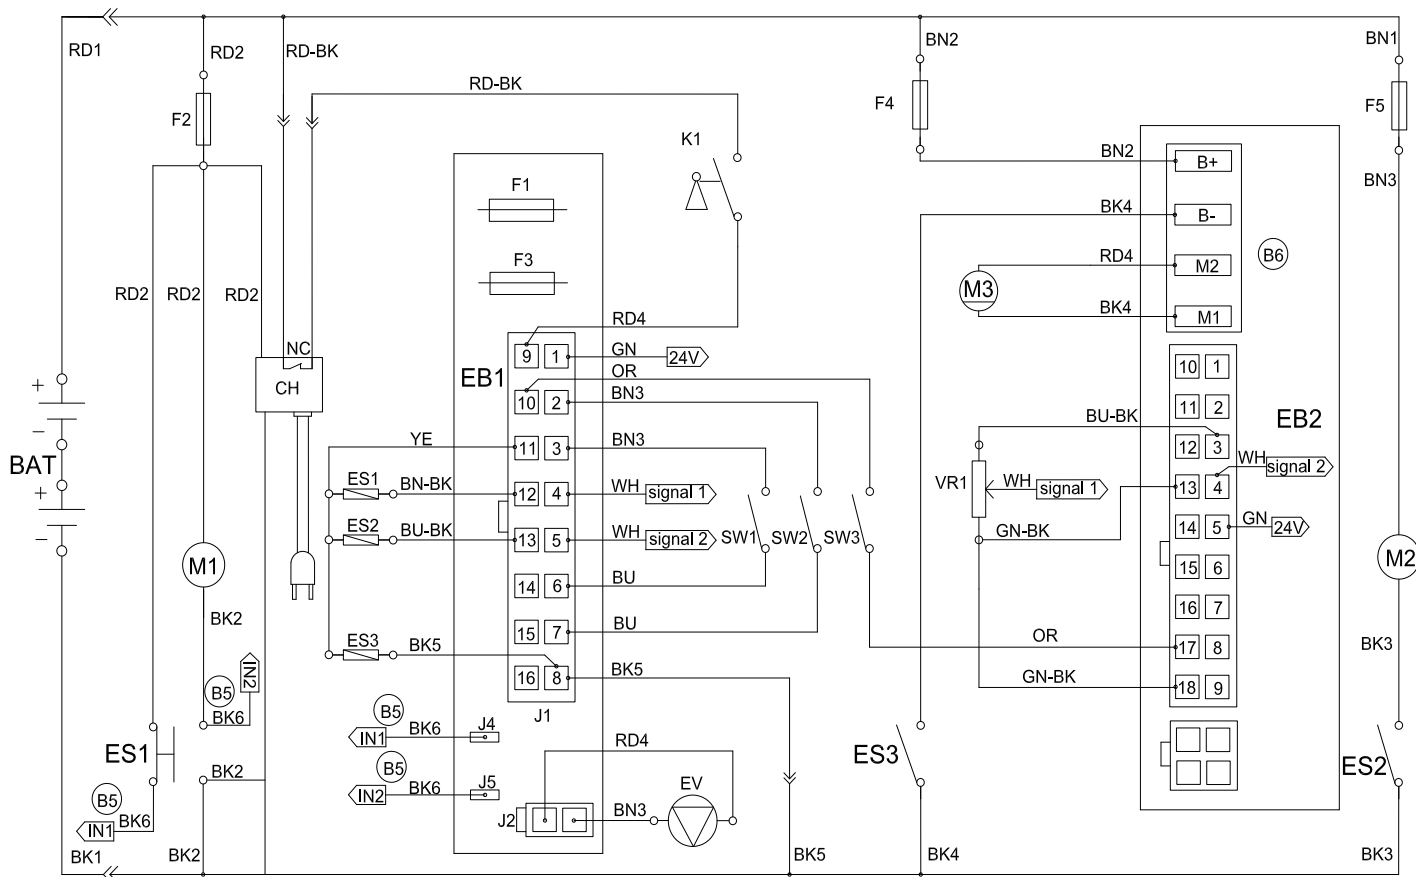 RD1
RD2
RD-BK
BN2
BN1
RD-BK
F2
F4
F5
K1
BN2
B+
BN3
F1
BK4
B-
F3
RD4
M2
B6
M3
RD2
RD2
RD2
BK4
M1
RD4
NC
9 1
GN
24V
CH
EB1
OR
10 2
BN3
10 1
11 2
EB2
+
−
BAT
+
−
YE
11 3
BN3
BU-BK
12 3
ES1
BN-BK
12 4
WH
signal 1
VR1
WH
signal 1
13 4
WH
signal 2
ES2
BU-BK
13 5
WH
signal 2
SW1
SW2
SW3
GN-BK
14 5
GN
24V
M1
M2
14 6
BU
15 6
BK2
15 7
BU
16 7
ES3
BK5
OR
17 8
BK3
IN2
16 8
BK5
GN-BK
18 9
B5
BK6
J1
B5
IN1
BK6
J4
RD4
ES1
ES3
ES2
BK2
B5
IN2
BK6
J5
EV
B5
IN1
BK6
J2
BN3
BK1
BK2
BK5
BK4
BK3